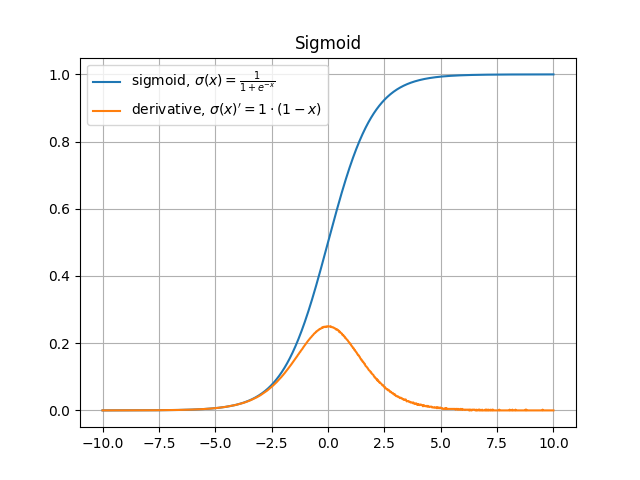 Sigmoid
sigmoid, σ(x) = 1/(1+e^{-x})
derivative, σ(x)′ = 1 · (1 − x)
1.0
0.8
0.6
0.4
0.2
0.0
−10.0 −7.5 −5.0 −2.5 0.0 2.5 5.0 7.5 10.0